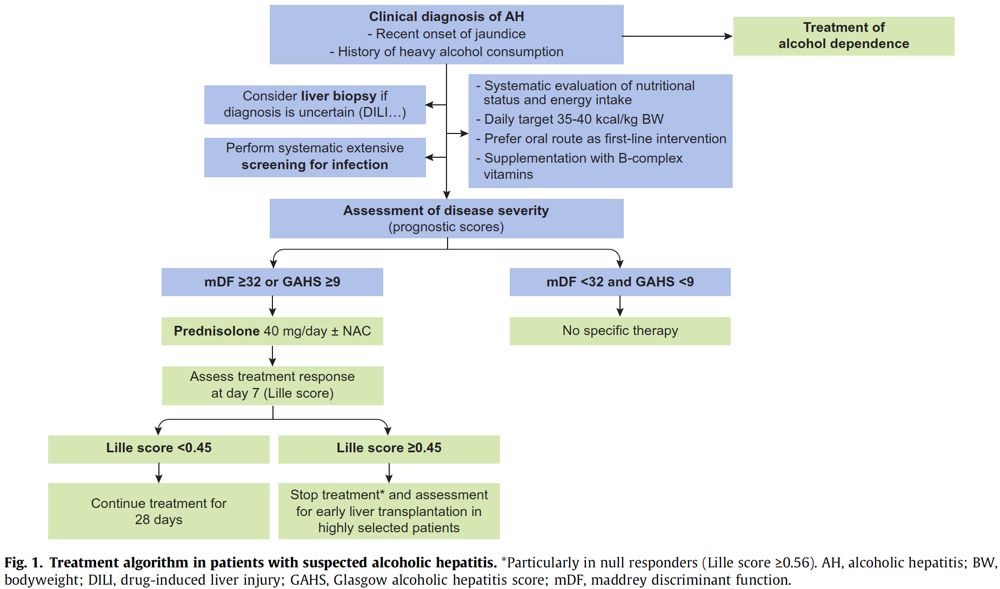 Clinical diagnosis of AH
- Recent onset of jaundice
- History of heavy alcohol consumption
Treatment of
alcohol dependence
Consider liver biopsy if
diagnosis is uncertain (DILI…)
Perform systematic extensive
screening for infection
- Systematic evaluation of nutritional
status and energy intake
- Daily target 35-40 kcal/kg BW
- Prefer oral route as first-line intervention
- Supplementation with B-complex
vitamins
Assessment of disease severity
(prognostic scores)
mDF ≥32 or GAHS ≥9
mDF <32 and GAHS <9
Prednisolone 40 mg/day ± NAC
No specific therapy
Assess treatment response
at day 7 (Lille score)
Lille score <0.45
Lille score ≥0.45
Continue treatment for
28 days
Stop treatment* and assessment
for early liver transplantation in
highly selected patients
Fig. 1. Treatment algorithm in patients with suspected alcoholic hepatitis. *Particularly in null responders (Lille score ≥0.56). AH, alcoholic hepatitis; BW,
bodyweight; DILI, drug-induced liver injury; GAHS, Glasgow alcoholic hepatitis score; mDF, maddrey discriminant function.